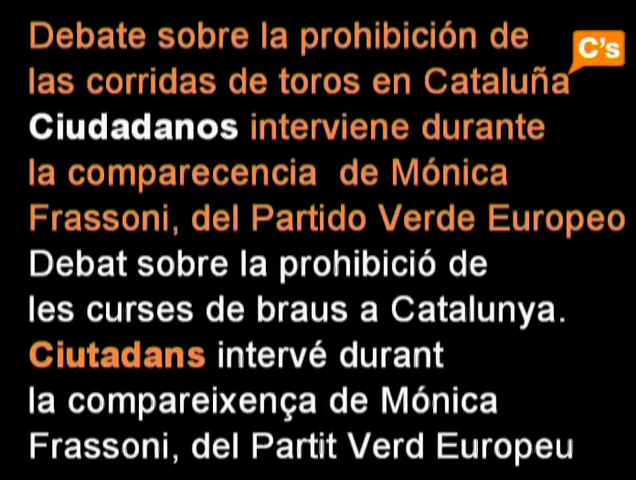 Debate sobre la prohibición de
C's
las corridas de toros en Cataluña
Ciudadanos interviene durante
la comparecencia de Mónica
Frassoni, del Partido Verde Europeo
Debat sobre la prohibició de
les curses de braus a Catalunya.
Ciutadans intervé durant
la compareixença de Mónica
Frassoni, del Partit Verd Europeu